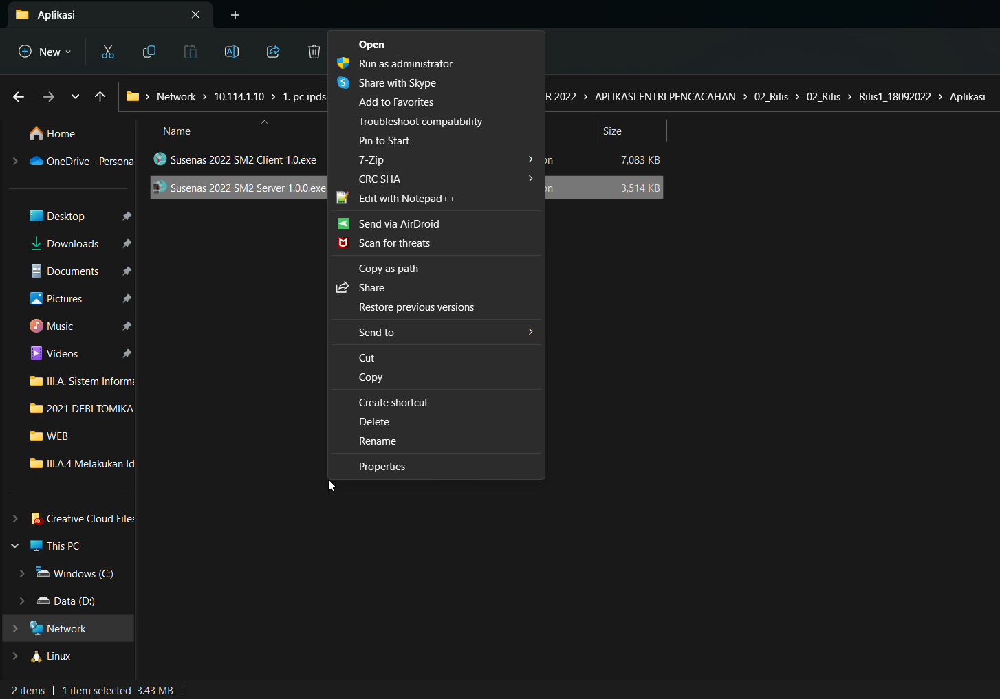 Aplikasi
New
Network > 10.114.1.10 > 1. pc ipds
R 2022 > APLIKASI ENTRI PENCACAHAN > 02_Rilis > 02_Rilis > Rilis1_18092022 > Aplikasi
Name
Size
Susenas 2022 SM2 Client 1.0.exe
on
7,083 KB
Susenas 2022 SM2 Server 1.0.0.exe
on
3,514 KB
Open
Run as administrator
Share with Skype
Add to Favorites
Troubleshoot compatibility
Pin to Start
7-Zip
CRC SHA
Edit with Notepad++
Send via AirDroid
Scan for threats
Copy as path
Share
Restore previous versions
Send to
Cut
Copy
Create shortcut
Delete
Rename
Properties
Home
OneDrive - Persona
Desktop
Downloads
Documents
Pictures
Music
Videos
III.A. Sistem Informa
2021 DEBI TOMIKA
WEB
III.A.4 Melakukan Id
Creative Cloud Files
This PC
Windows (C:)
Data (D:)
Network
Linux
2 items
1 item selected 3.43 MB